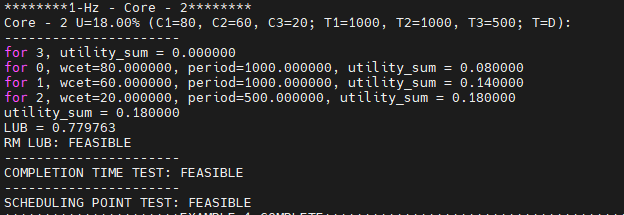 ********1-Hz - Core - 2********
Core - 2 U=18.00% (C1=80, C2=60, C3=20; T1=1000, T2=1000, T3=500; T=D):
-----------------------
for 3, utility_sum = 0.000000
for 0, wcet=80.000000, period=1000.000000, utility_sum = 0.080000
for 1, wcet=60.000000, period=1000.000000, utility_sum = 0.140000
for 2, wcet=20.000000, period=500.000000, utility_sum = 0.180000
utility_sum = 0.180000
LUB = 0.779763
RM LUB: FEASIBLE
-----------------------
COMPLETION TIME TEST: FEASIBLE
-----------------------
SCHEDULING POINT TEST: FEASIBLE